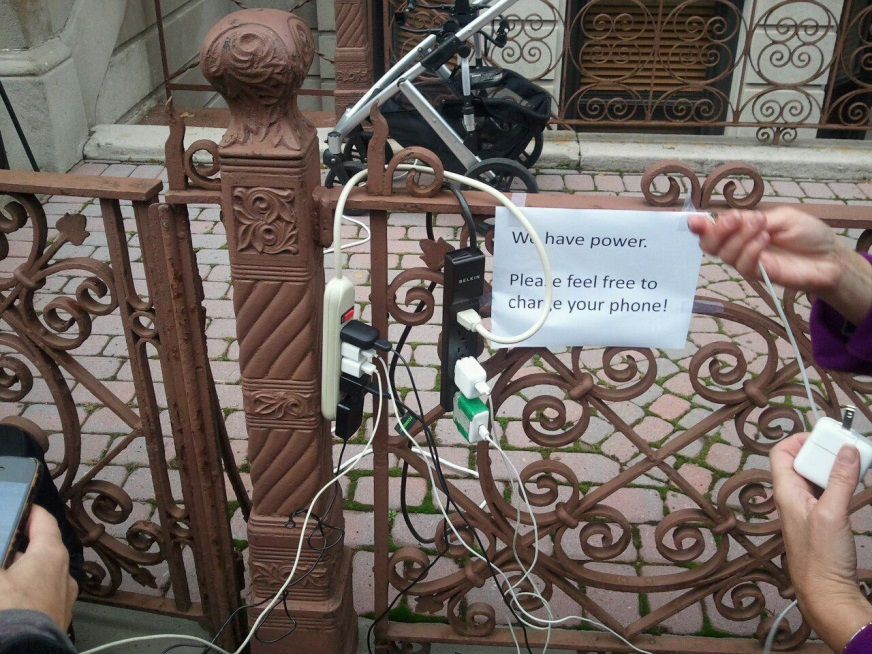 We have power.
Please feel free to
charge your phone!
BELKIN